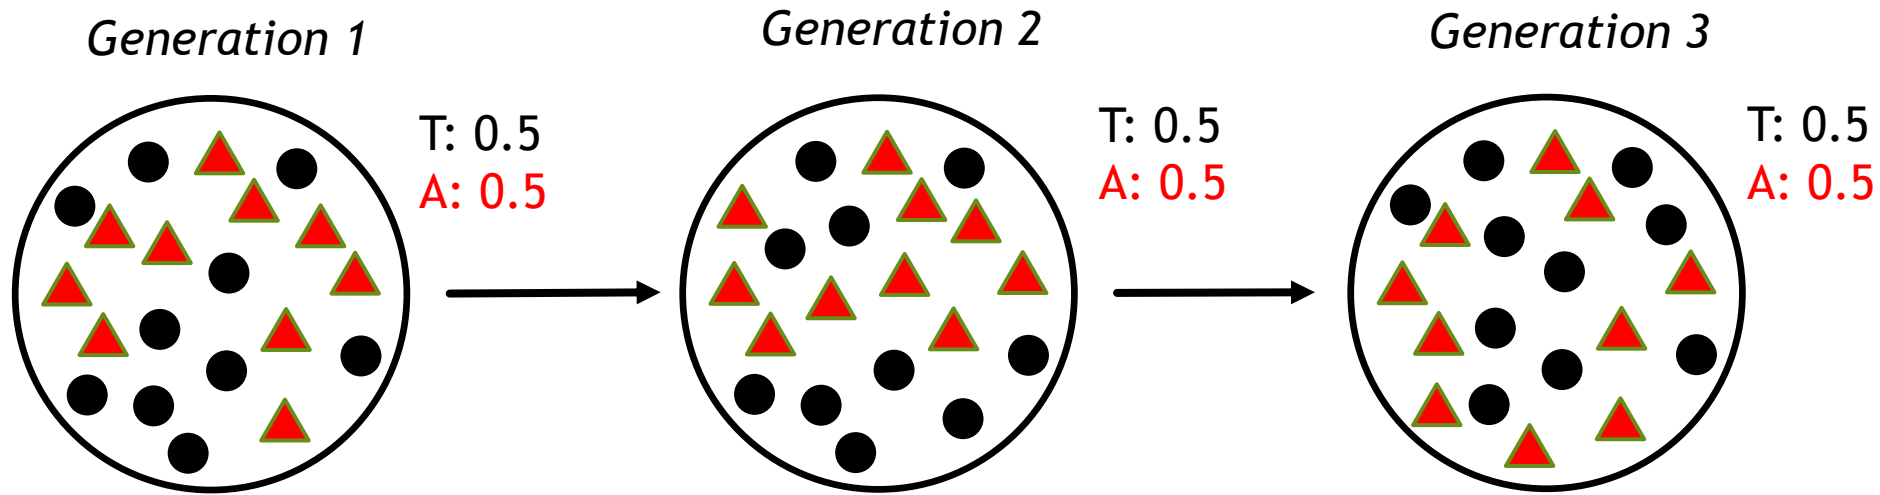 Generation 1
T: 0.5
A: 0.5
Generation 2
T: 0.5
A: 0.5
Generation 3
T: 0.5
A: 0.5